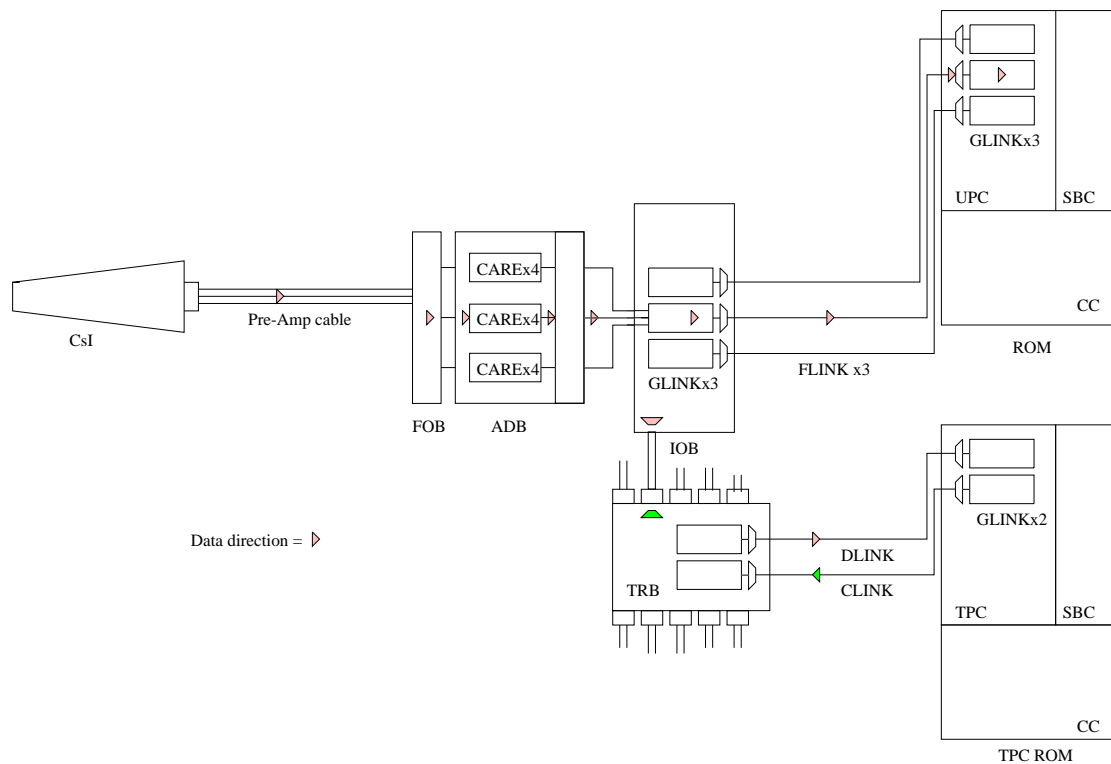 GLINKx3
UPC
SBC
CC
ROM
CAREx4
CAREx4
CAREx4
Pre-Amp cable
CsI
FOB
ADB
GLINKx3
IOB
FLINK x3
GLINKx2
Data direction =
DLINK
CLINK
TRB
TPC
SBC
CC
TPC ROM